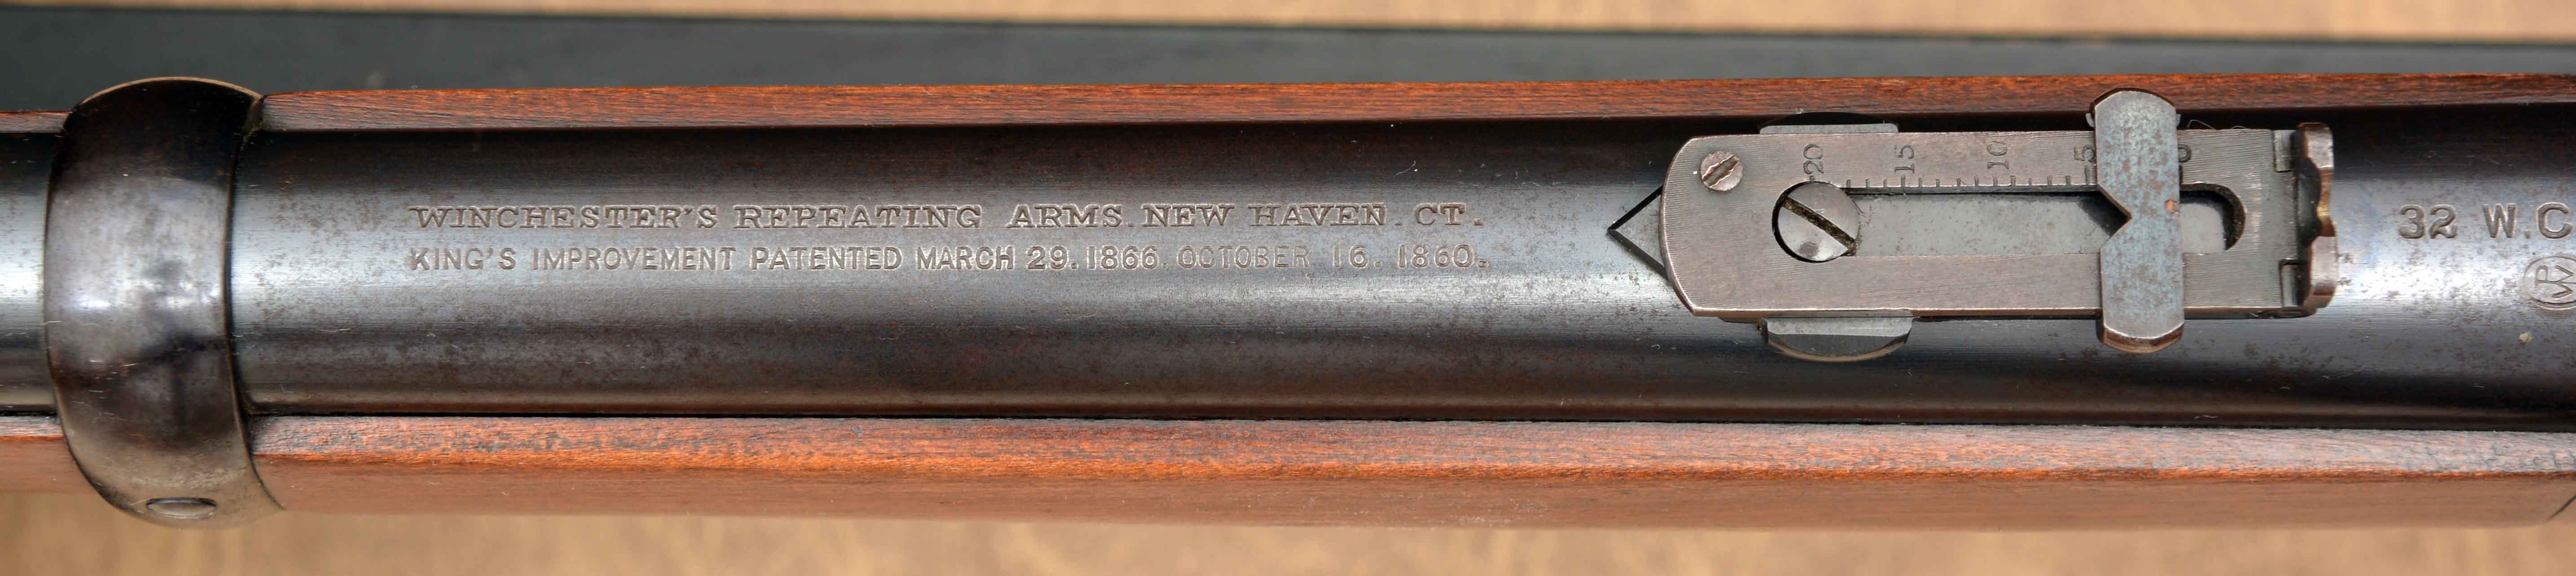 WINCHESTER'S REPEATING ARMS. NEW HAVEN. CT.
KING'S IMPROVEMENT PATENTED MARCH 29. 1866. OCTOBER 16. 1860.
20 15 10 5
32 W.C
WP